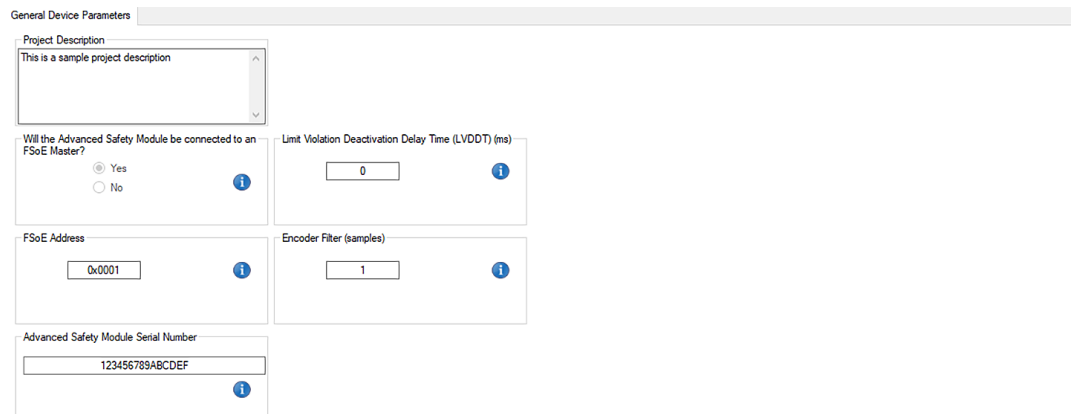 General Device Parameters
Project Description
This is a sample project description
Will the Advanced Safety Module be connected to an
FSoE Master?
Yes
No
Limit Violation Deactivation Delay Time (LVDDT) (ms)
0
FSoE Address
0x0001
Encoder Filter (samples)
1
Advanced Safety Module Serial Number
123456789ABCDEF